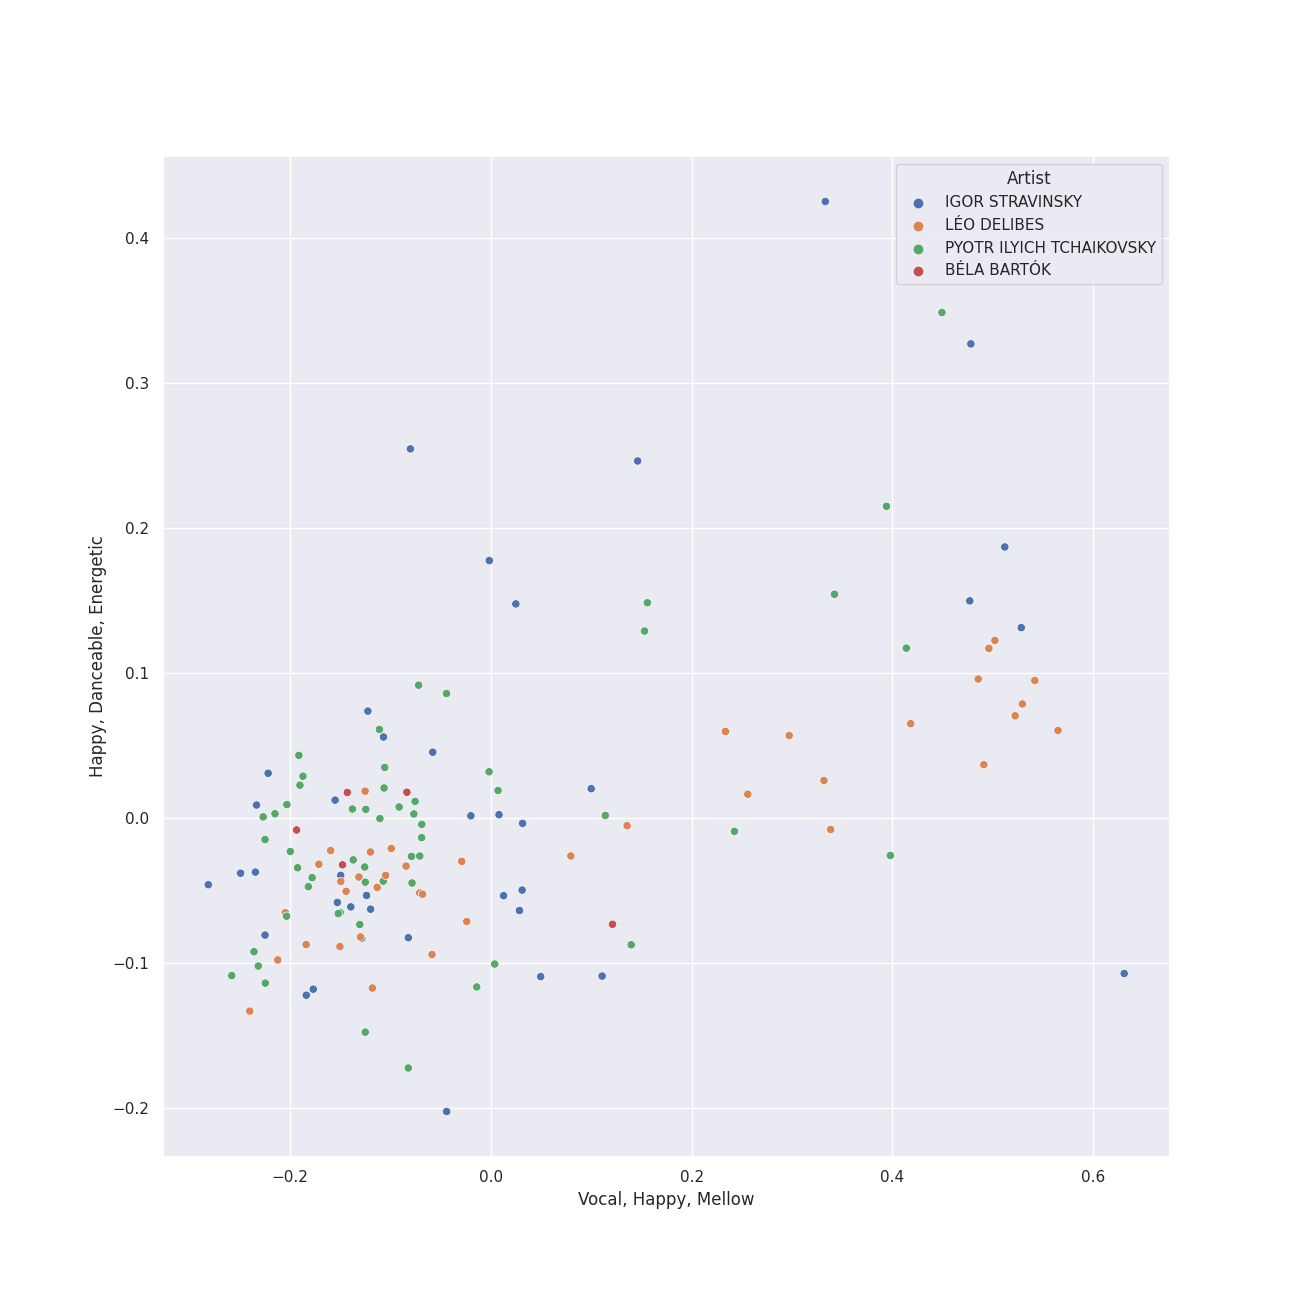 Artist
IGOR STRAVINSKY
LÉO DELIBES
PYOTR ILYICH TCHAIKOVSKY
BÉLA BARTÓK
0.4
0.3
0.2
0.1
0.0
−0.1
−0.2
Happy, Danceable, Energetic
−0.2 0.0 0.2 0.4 0.6
Vocal, Happy, Mellow